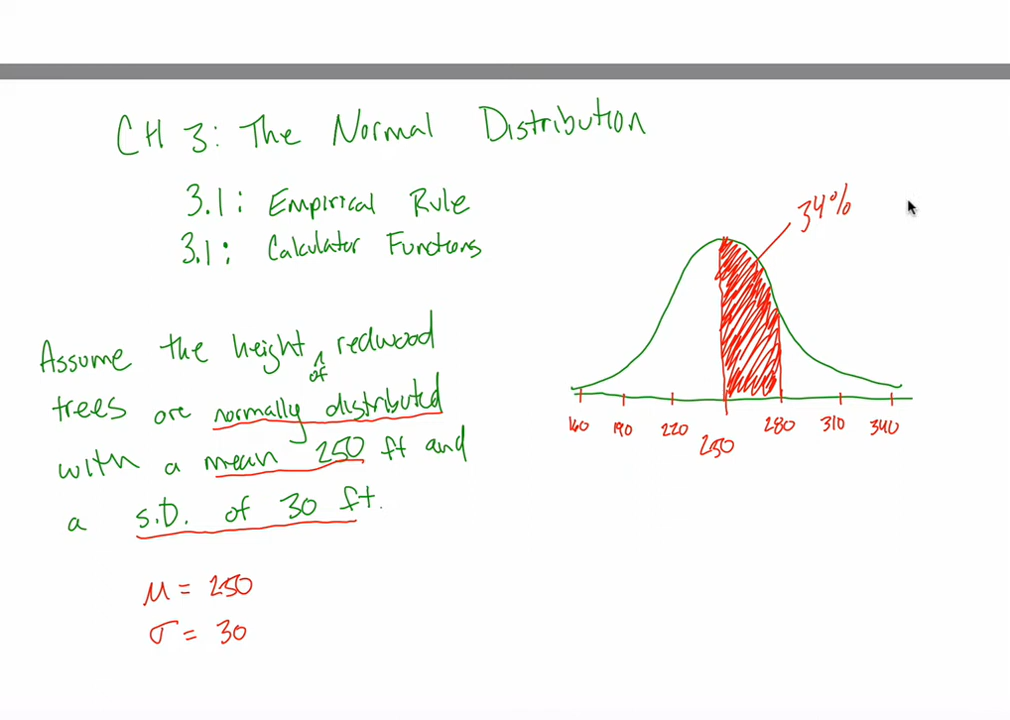 CH 3: The Normal Distribution
3.1: Empirical Rule
3.1: Calculator Functions
Assume the height of redwood
trees are normally distributed
with a mean 250 ft and
a S.D. of 30 ft.
μ = 250
σ = 30
34%
160 190 220 250 280 310 340